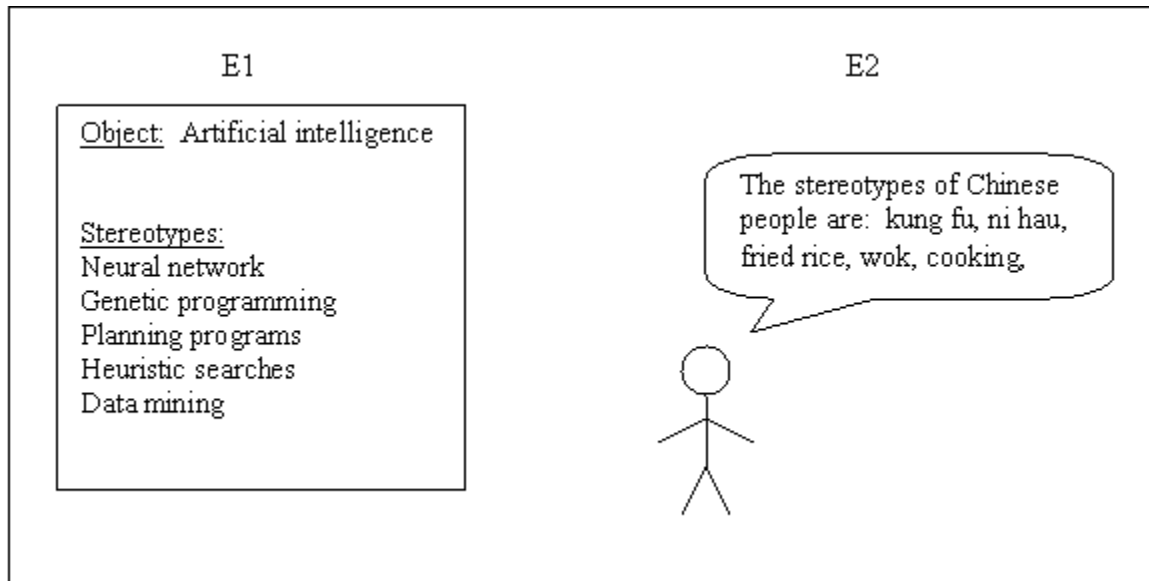 E1
Object: Artificial intelligence
Stereotypes:
Neural network
Genetic programming
Planning programs
Heuristic searches
Data mining
E2
The stereotypes of Chinese
people are: kung fu, ni hau,
fried rice, wok, cooking,